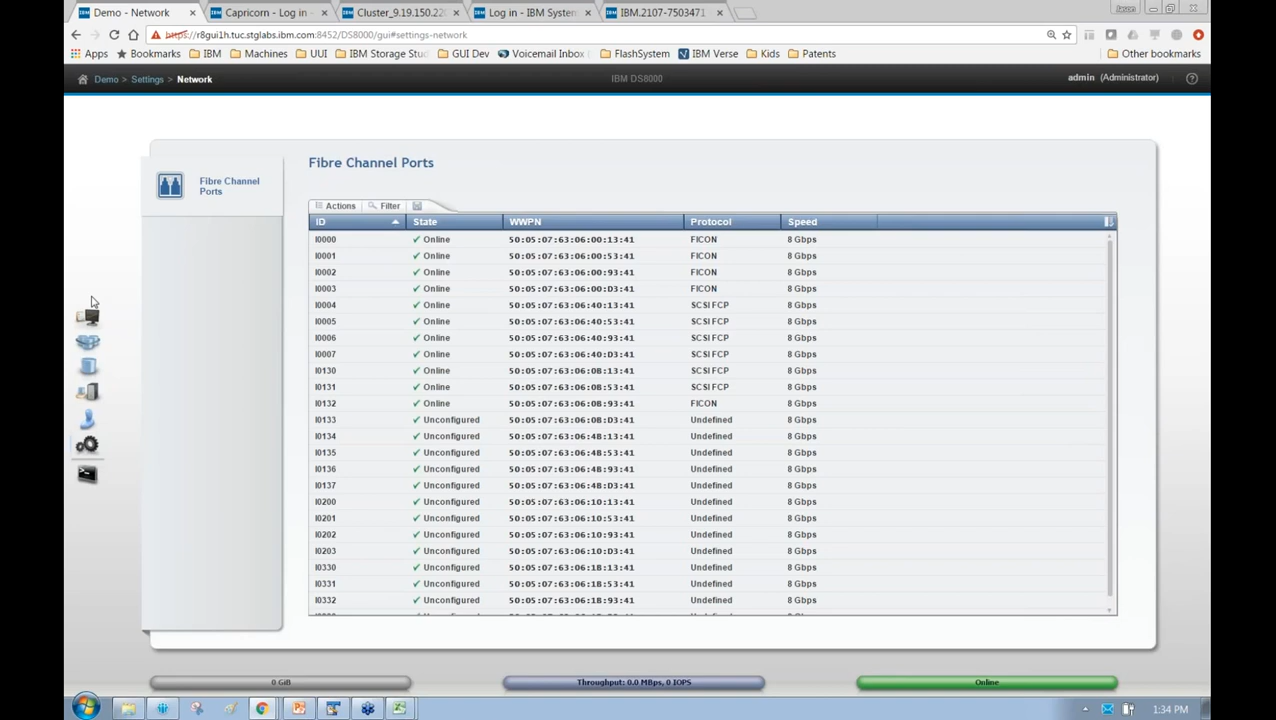 Demo - Network
Capricorn - Log in -
Cluster_9.19.150.22
Log in - IBM System
IBM.2107-7503471
https://r8gui1h.tuc.stglabs.ibm.com:8452/DS8000/gui#settings-network
Apps Bookmarks IBM Machines UUI IBM Storage Stud GUI Dev Voicemail Inbox FlashSystem IBM Verse Kids Patents Other bookmarks
Demo > Settings > Network
IBM DS8000
admin (Administrator)
Fibre Channel Ports
Fibre Channel
Ports
Actions Filter
ID State WWPN Protocol Speed
I0000 Online 50:05:07:63:06:00:13:41 FICON 8 Gbps
I0001 Online 50:05:07:63:06:00:53:41 FICON 8 Gbps
I0002 Online 50:05:07:63:06:00:93:41 FICON 8 Gbps
I0003 Online 50:05:07:63:06:00:D3:41 FICON 8 Gbps
I0004 Online 50:05:07:63:06:40:13:41 SCSI FCP 8 Gbps
I0005 Online 50:05:07:63:06:40:53:41 SCSI FCP 8 Gbps
I0006 Online 50:05:07:63:06:40:93:41 SCSI FCP 8 Gbps
I0007 Online 50:05:07:63:06:40:D3:41 SCSI FCP 8 Gbps
I0130 Online 50:05:07:63:06:0B:13:41 SCSI FCP 8 Gbps
I0131 Online 50:05:07:63:06:0B:53:41 SCSI FCP 8 Gbps
I0132 Online 50:05:07:63:06:0B:93:41 FICON 8 Gbps
I0133 Unconfigured 50:05:07:63:06:0B:D3:41 Undefined 8 Gbps
I0134 Unconfigured 50:05:07:63:06:4B:13:41 Undefined 8 Gbps
I0135 Unconfigured 50:05:07:63:06:4B:53:41 Undefined 8 Gbps
I0136 Unconfigured 50:05:07:63:06:4B:93:41 Undefined 8 Gbps
I0137 Unconfigured 50:05:07:63:06:4B:D3:41 Undefined 8 Gbps
I0200 Unconfigured 50:05:07:63:06:10:13:41 Undefined 8 Gbps
I0201 Unconfigured 50:05:07:63:06:10:53:41 Undefined 8 Gbps
I0202 Unconfigured 50:05:07:63:06:10:93:41 Undefined 8 Gbps
I0203 Unconfigured 50:05:07:63:06:10:D3:41 Undefined 8 Gbps
I0330 Unconfigured 50:05:07:63:06:1B:13:41 Undefined 8 Gbps
I0331 Unconfigured 50:05:07:63:06:1B:53:41 Undefined 8 Gbps
I0332 Unconfigured 50:05:07:63:06:1B:93:41 Undefined 8 Gbps
0 GiB
Throughput: 0.0 MBps, 0 IOPS
Online
1:34 PM